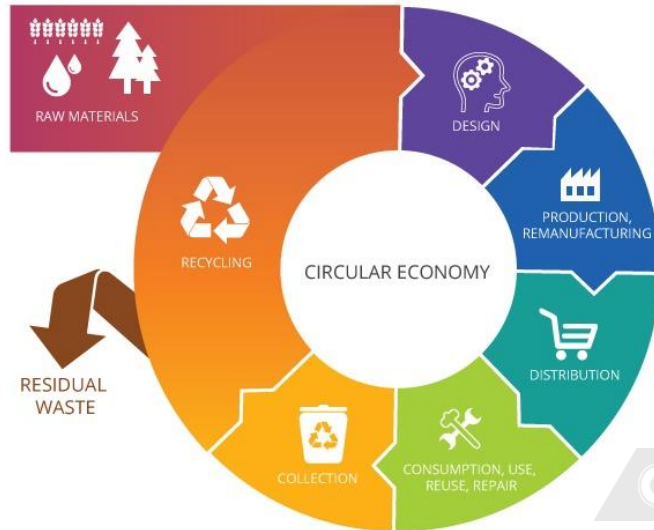 RAW MATERIALS
DESIGN
PRODUCTION,
REMANUFACTURING
DISTRIBUTION
CONSUMPTION, USE,
REUSE, REPAIR
COLLECTION
RECYCLING
CIRCULAR ECONOMY
RESIDUAL
WASTE